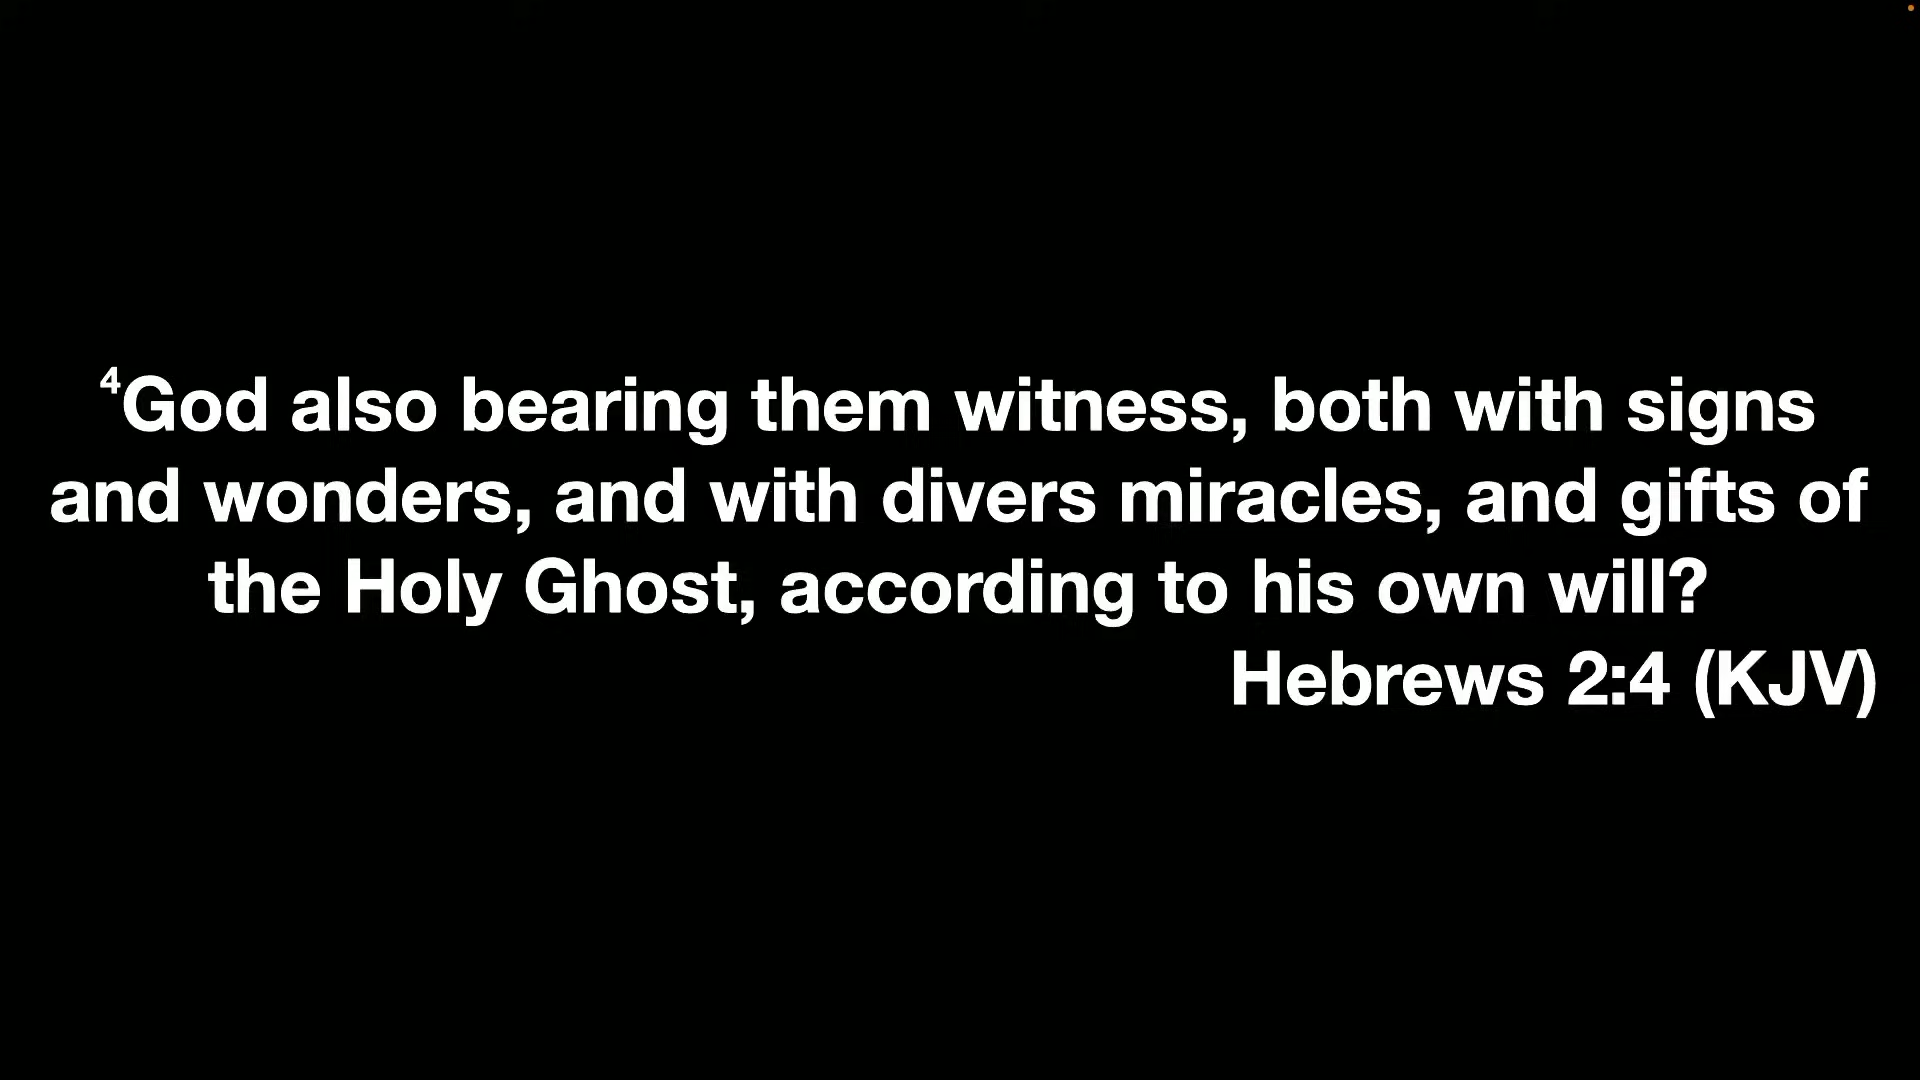 ⁴God also bearing them witness, both with signs
and wonders, and with divers miracles, and gifts of
the Holy Ghost, according to his own will?
Hebrews 2:4 (KJV)